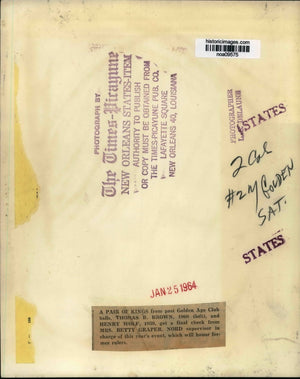 historicimages.com
noa09575
PHOTOGRAPH BY
The Times-Picayune
NEW ORLEANS STATES-ITEM
AUTHORITY TO PUBLISH
OR COPY MUST BE OBTAINED FROM
THE TIMES-PICAYUNE PUB. CO.
LAFAYETTE SQUARE
NEW ORLEANS 40, LOUISIANA
PHOTOGRAPHER
STATES
2 Col
#2 M GOLDEN
SAT.
STATES
JAN 25 1964
A PAIR OF KINGS from past Golden Age Club
balls, THOMAS B. BROWN, 1960 (left), and
HENRY WOLF, 1959, get a final check from
MRS. BETTY GRAPER, NORD supervisor in
charge of this year's event, which will honor for-
mer rulers.